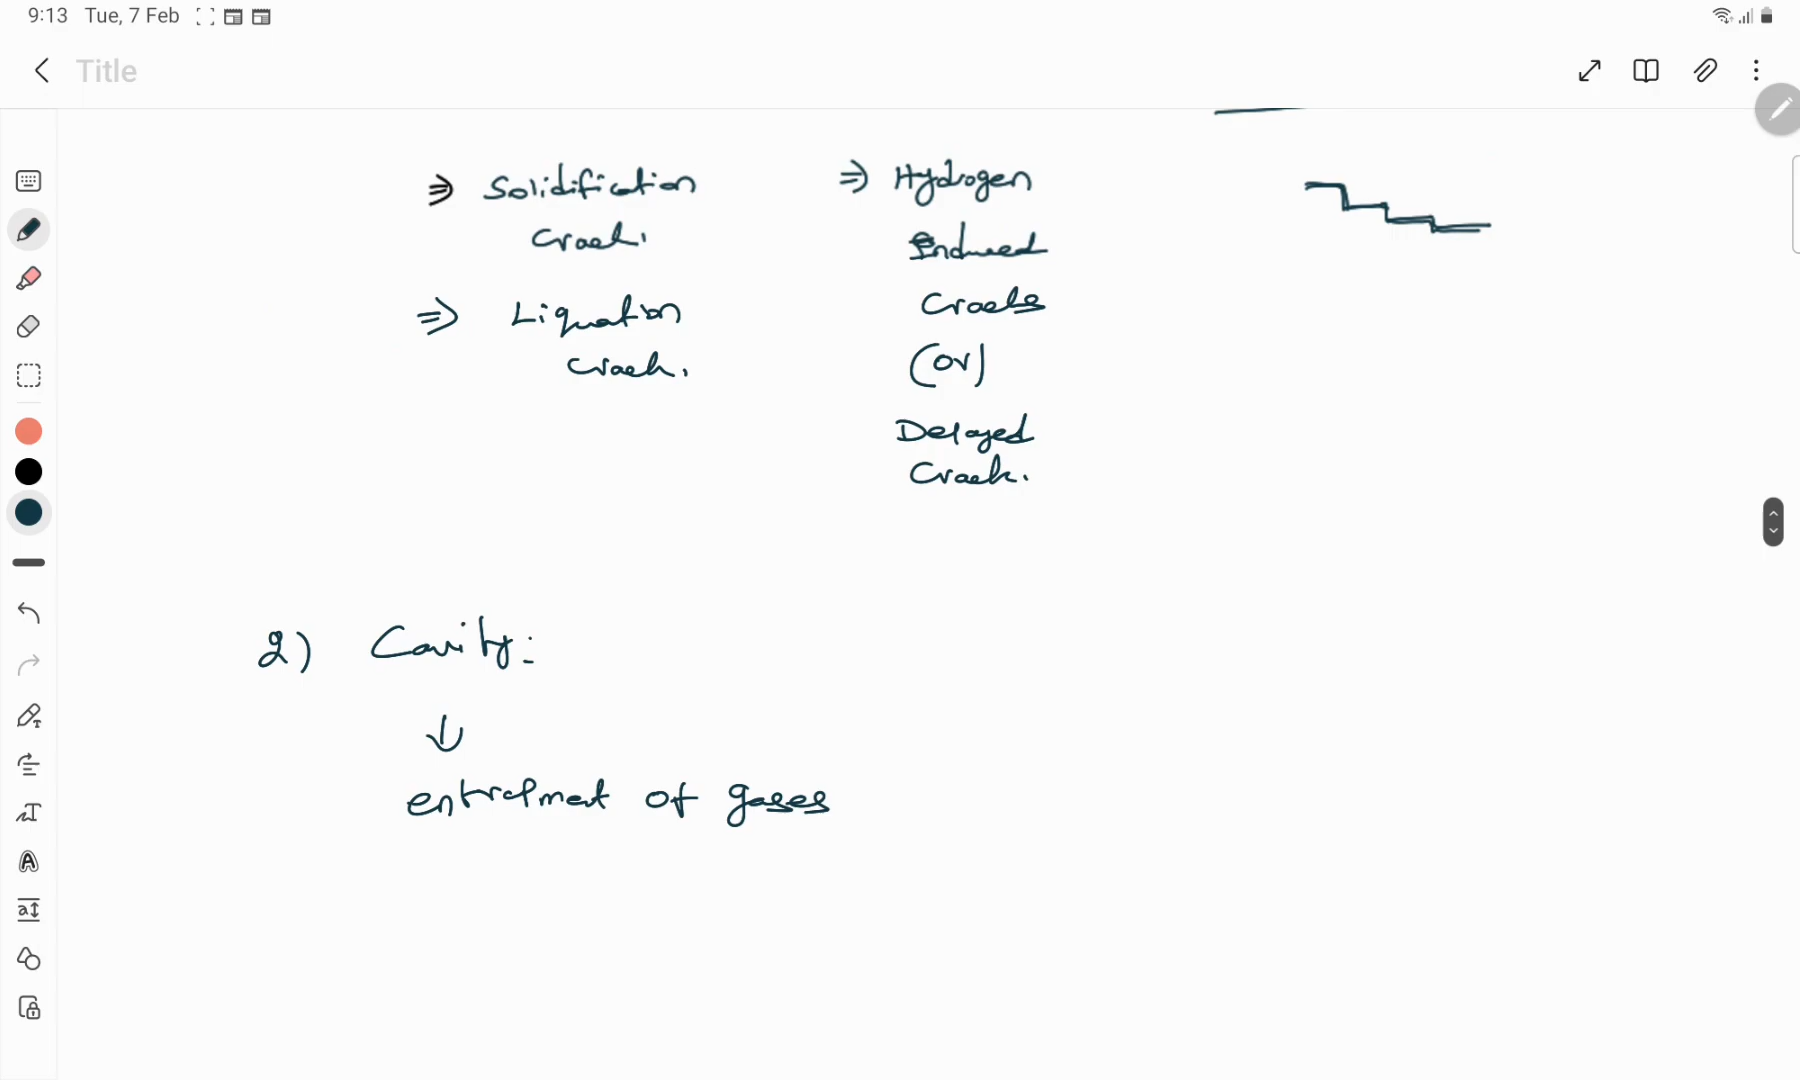 9:13 Tue, 7 Feb
Title
⇒ Solidification
Crack.
⇒ Liquation
Crack.
⇒ Hydrogen
Induced
Cracks
(or)
Delayed
Crack.
2) Cavity:
↓
entrapment of gases